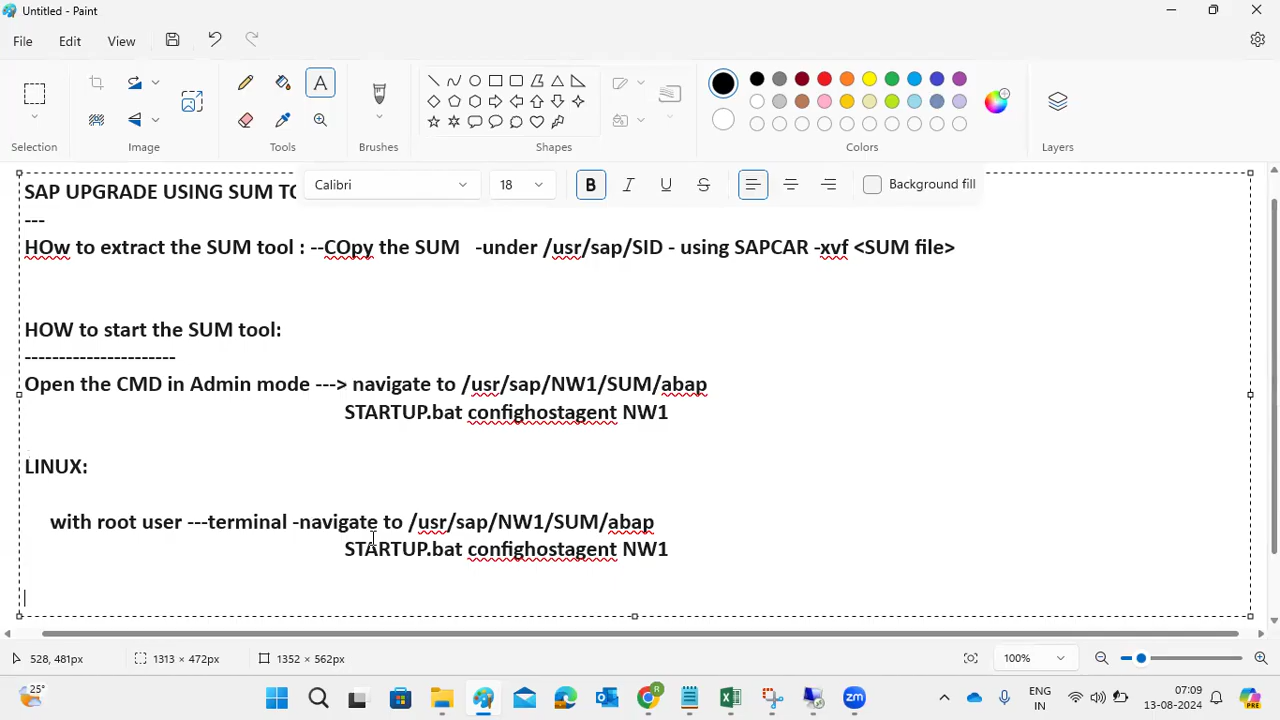 Untitled - Paint
File Edit View
Selection Image Tools Brushes Shapes Colors Layers
Calibri 18 B I U S Background fill
SAP UPGRADE USING SUM TO
---
HOw to extract the SUM tool : --COpy the SUM -under /usr/sap/SID - using SAPCAR -xvf <SUM file>
HOW to start the SUM tool:
----------------------
Open the CMD in Admin mode ---> navigate to /usr/sap/NW1/SUM/abap
STARTUP.bat confighostagent NW1
LINUX:
with root user ---terminal -navigate to /usr/sap/NW1/SUM/abap
STARTUP.bat confighostagent NW1
528, 481px 1313 × 472px 1352 × 562px 100%
25° ENG 07:09
IN 13-08-2024